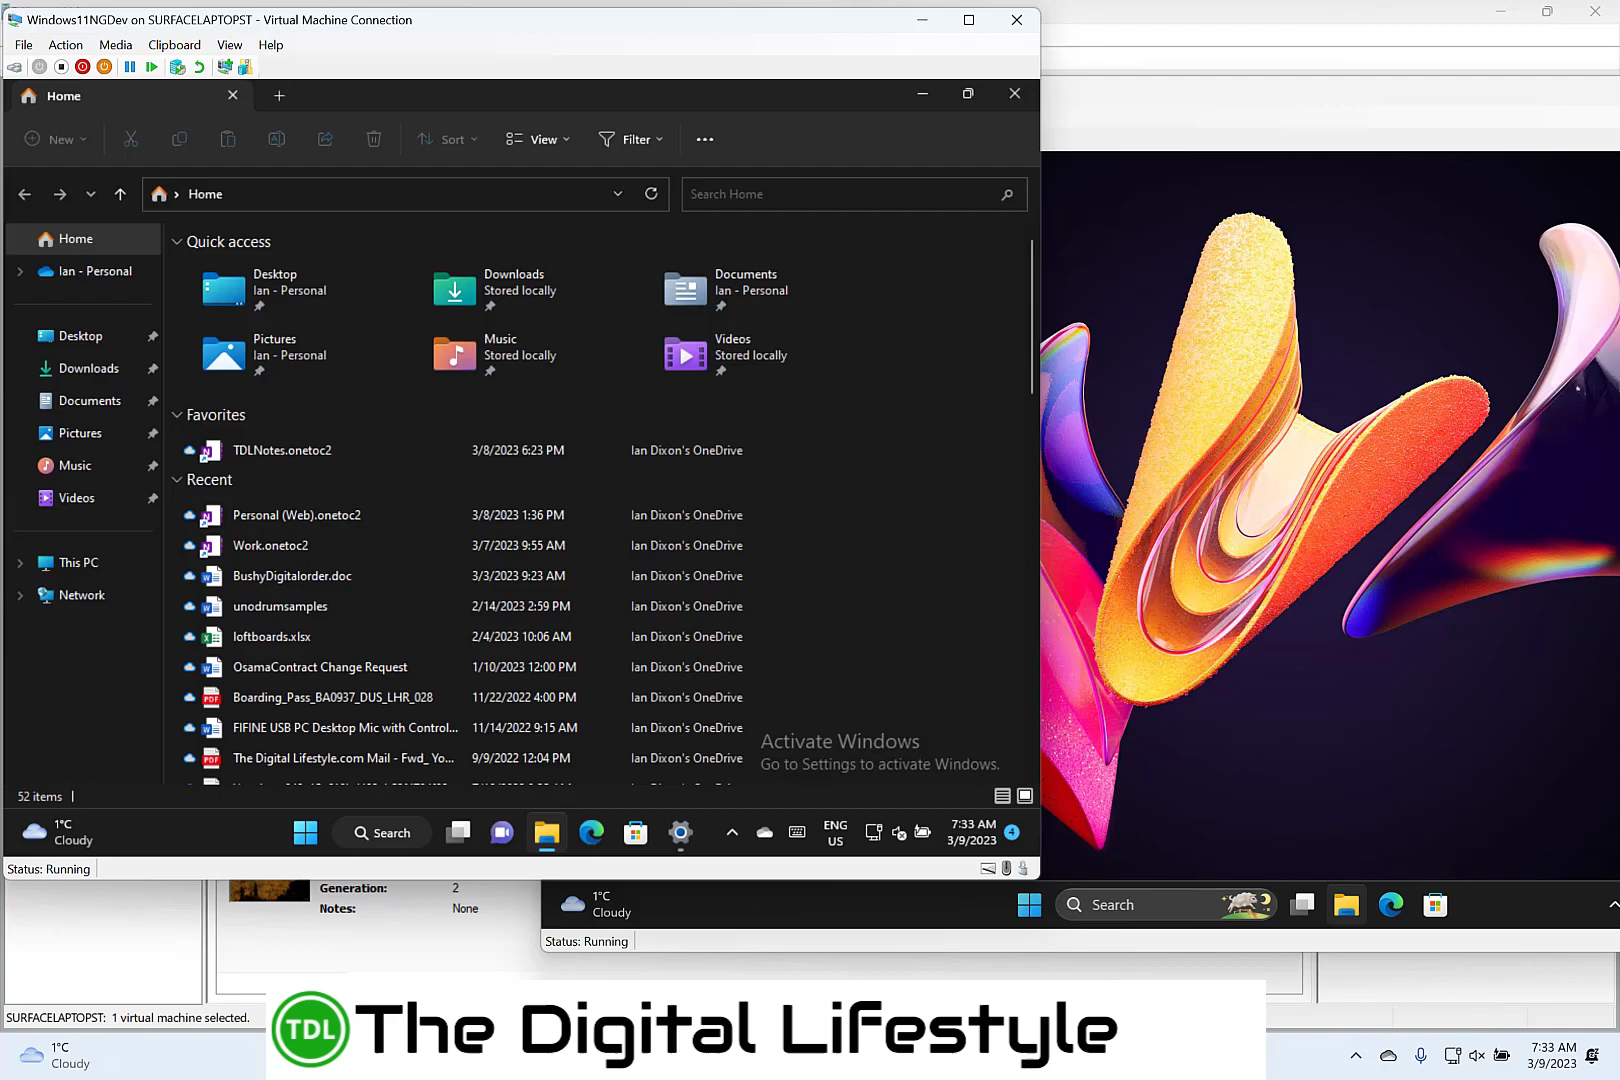 Windows11NGDev on SURFACELAPTOPST - Virtual Machine Connection
File Action Media Clipboard View Help
Home
New Sort View Filter
Home Search Home
Home
Ian - Personal
Desktop
Downloads
Documents
Pictures
Music
Videos
This PC
Network
Quick access
Desktop
Ian - Personal
Downloads
Stored locally
Documents
Ian - Personal
Pictures
Ian - Personal
Music
Stored locally
Videos
Stored locally
Favorites
TDLNotes.onetoc2 3/8/2023 6:23 PM Ian Dixon's OneDrive
Recent
Personal (Web).onetoc2 3/8/2023 1:36 PM Ian Dixon's OneDrive
Work.onetoc2 3/7/2023 9:55 AM Ian Dixon's OneDrive
BushyDigitalorder.doc 3/3/2023 9:23 AM Ian Dixon's OneDrive
unodrumsamples 2/14/2023 2:59 PM Ian Dixon's OneDrive
loftboards.xlsx 2/4/2023 10:06 AM Ian Dixon's OneDrive
OsamaContract Change Request 1/10/2023 12:00 PM Ian Dixon's OneDrive
Boarding_Pass_BA0937_DUS_LHR_028 11/22/2022 4:00 PM Ian Dixon's OneDrive
FIFINE USB PC Desktop Mic with Control... 11/14/2022 9:15 AM Ian Dixon's OneDrive
The Digital Lifestyle.com Mail - Fwd_ Yo... 9/9/2022 12:04 PM Ian Dixon's OneDrive
Activate Windows
Go to Settings to activate Windows.
52 items
1°C
Cloudy
Search
ENG
US
7:33 AM
3/9/2023
4
Status: Running
Generation: 2
Notes: None
1°C
Cloudy
Search
Status: Running
SURFACELAPTOPST: 1 virtual machine selected.
TDL The Digital Lifestyle
1°C
Cloudy
7:33 AM
3/9/2023